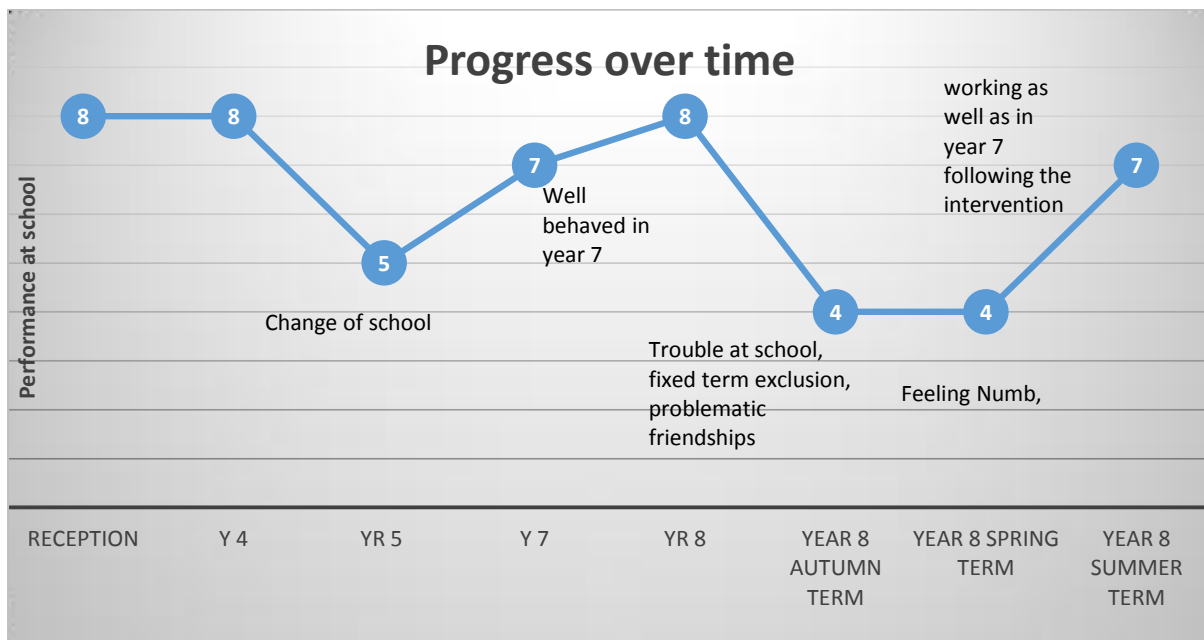 Progress over time
Performance at school
8
8
5
7
8
4
4
7
Change of school
Well
behaved in
year 7
Trouble at school,
fixed term exclusion,
problematic
friendships
Feeling Numb,
working as
well as in
year 7
following the
intervention
RECEPTION
Y 4
YR 5
Y 7
YR 8
YEAR 8
AUTUMN
TERM
YEAR 8 SPRING
TERM
YEAR 8
SUMMER
TERM